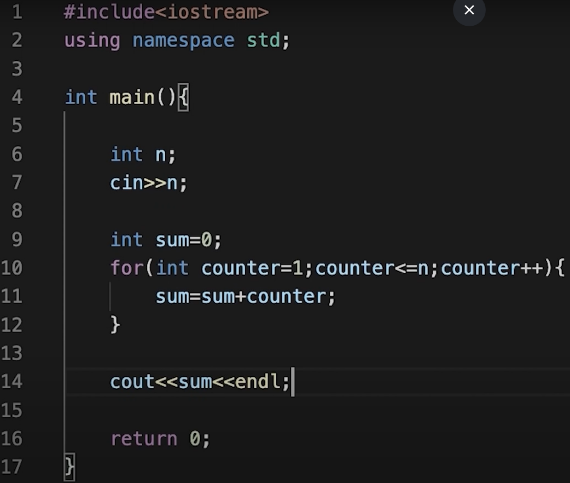 1 #include<iostream>
2 using namespace std;
3
4 int main(){
5
6 int n;
7 cin>>n;
8
9 int sum=0;
10 for(int counter=1;counter<=n;counter++){
11 sum=sum+counter;
12 }
13
14 cout<<sum<<endl;
15
16 return 0;
17 }